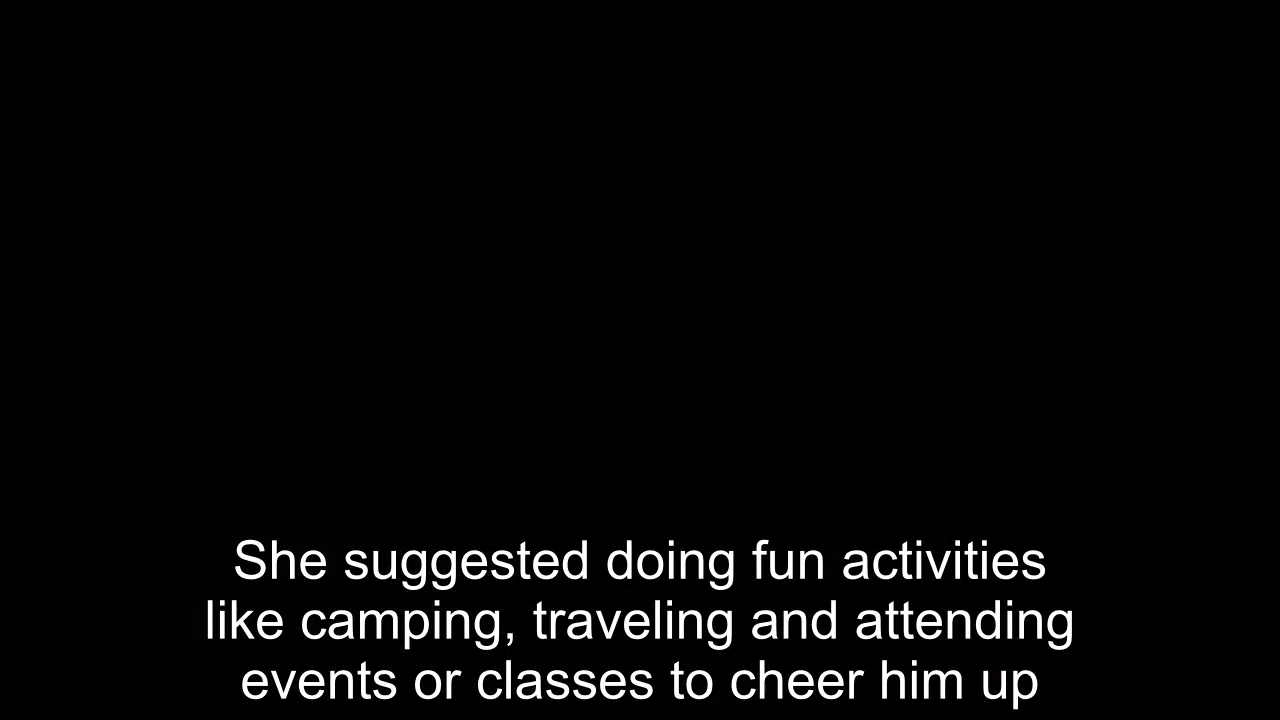 She suggested doing fun activities
like camping, traveling and attending
events or classes to cheer him up